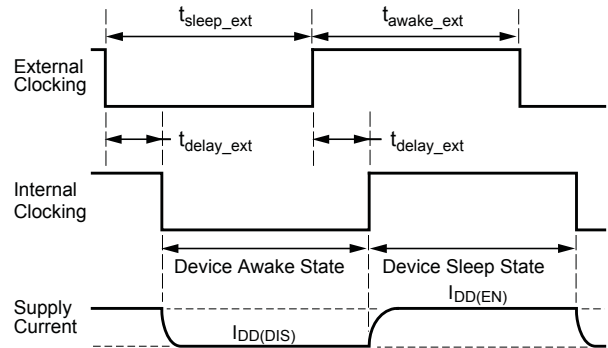 tsleep_ext
tawake_ext
External
Clocking
tdelay_ext
tdelay_ext
Internal
Clocking
Device Awake State
Device Sleep State
Supply
Current
IDD(DIS)
IDD(EN)